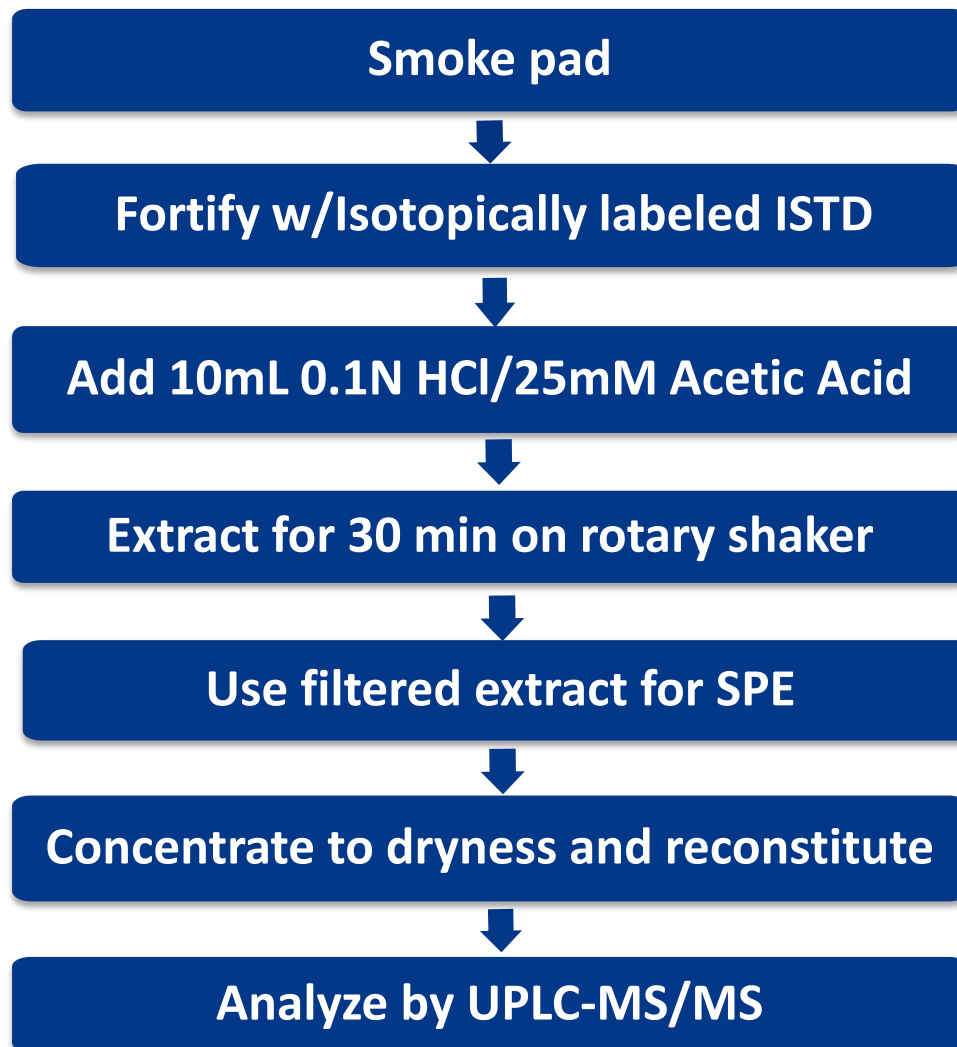 Smoke pad
Fortify w/Isotopically labeled ISTD
Add 10mL 0.1N HCl/25mM Acetic Acid
Extract for 30 min on rotary shaker
Use filtered extract for SPE
Concentrate to dryness and reconstitute
Analyze by UPLC-MS/MS